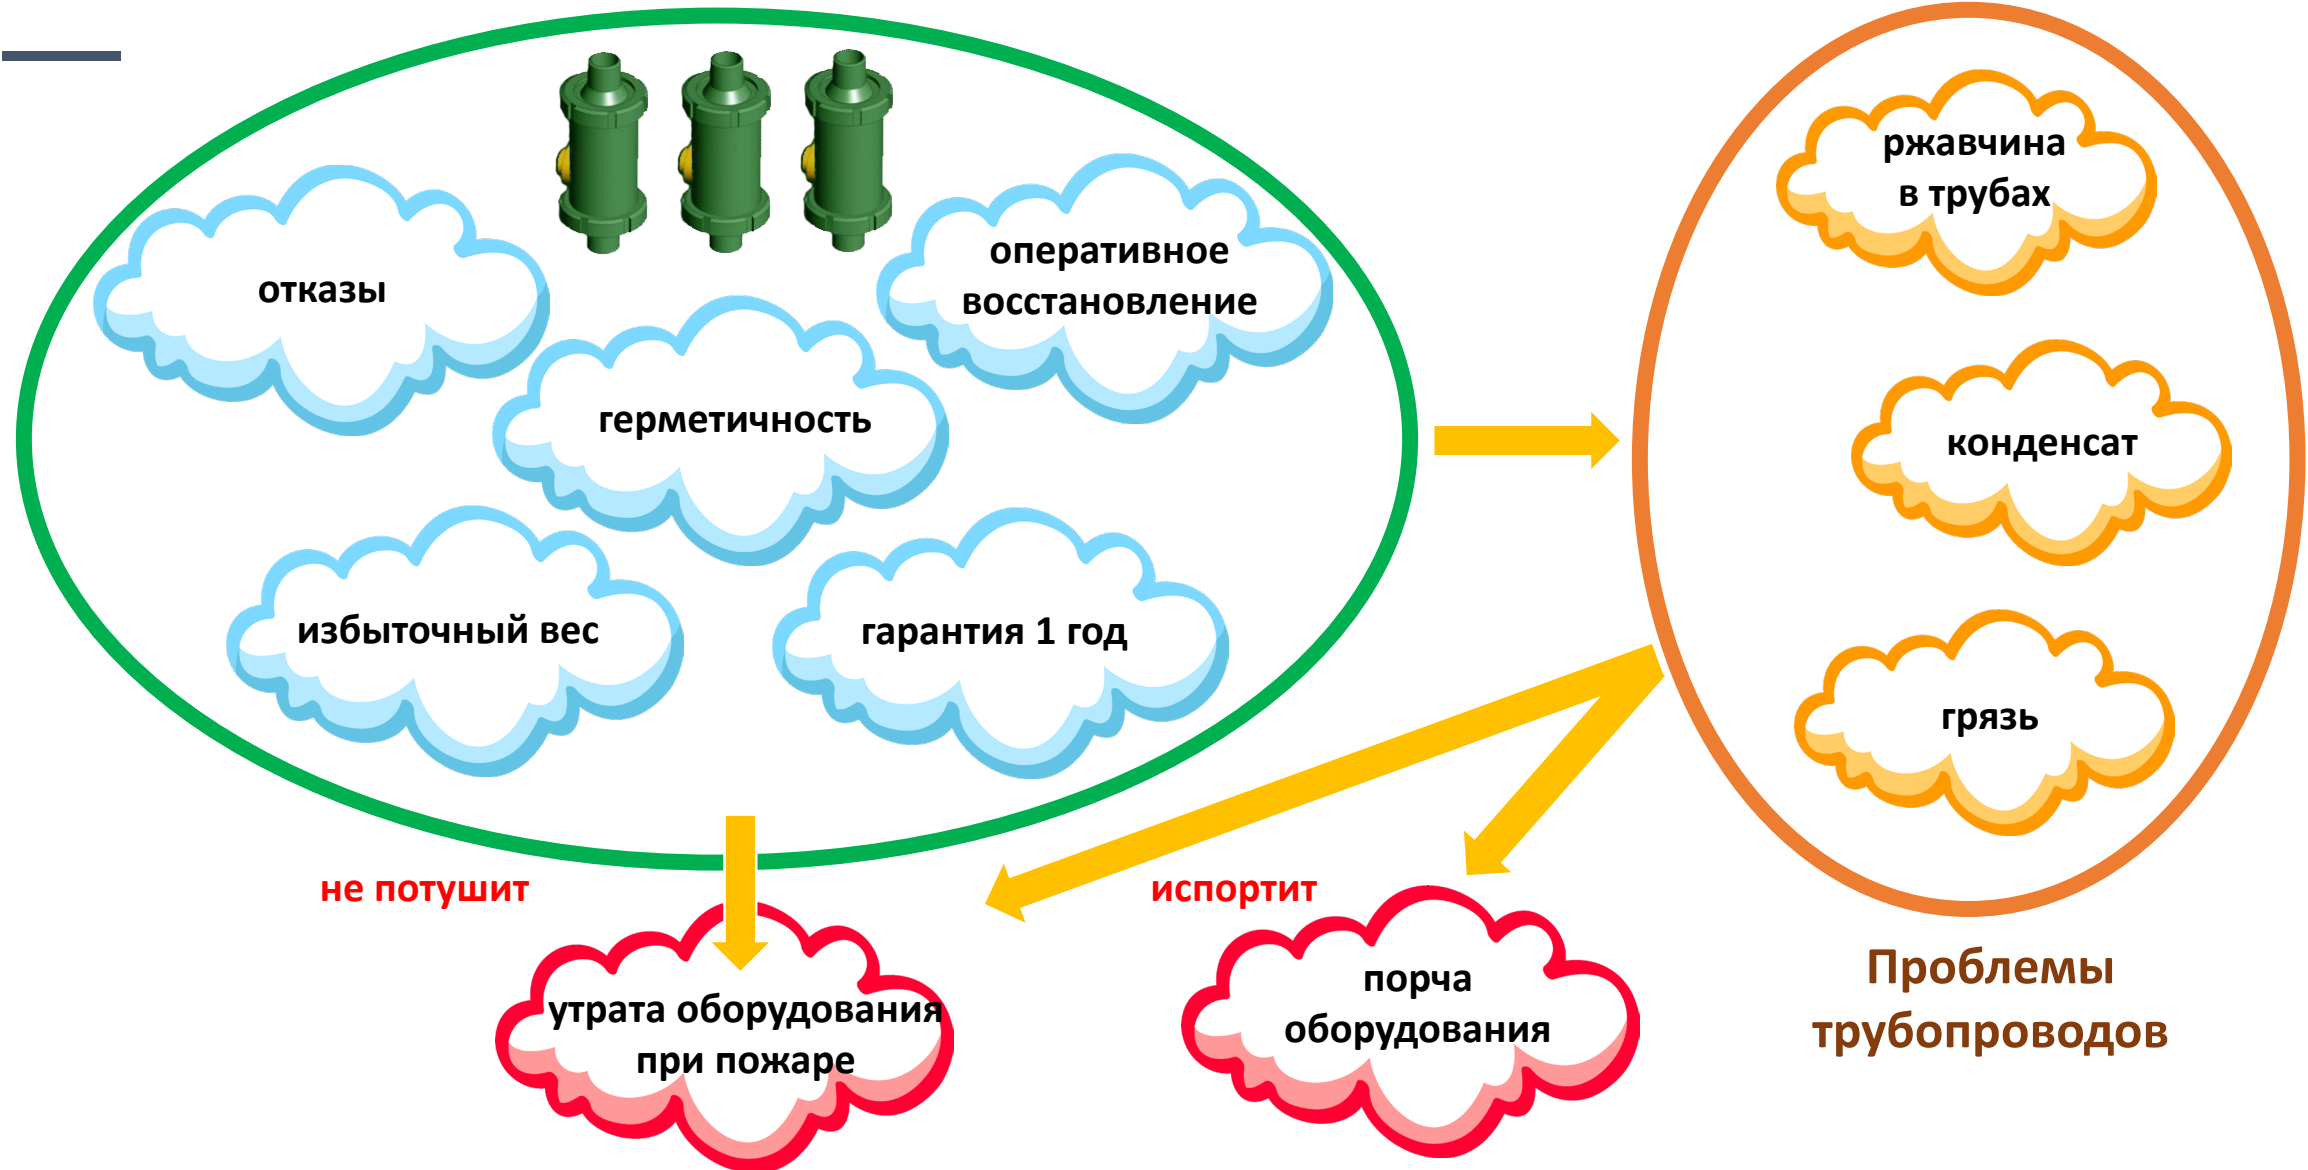 отказы
оперативное
восстановление
герметичность
избыточный вес
гарантия 1 год
ржавчина
в трубах
конденсат
грязь
не потушит
испортит
утрата оборудования
при пожаре
порча
оборудования
Проблемы
трубопроводов